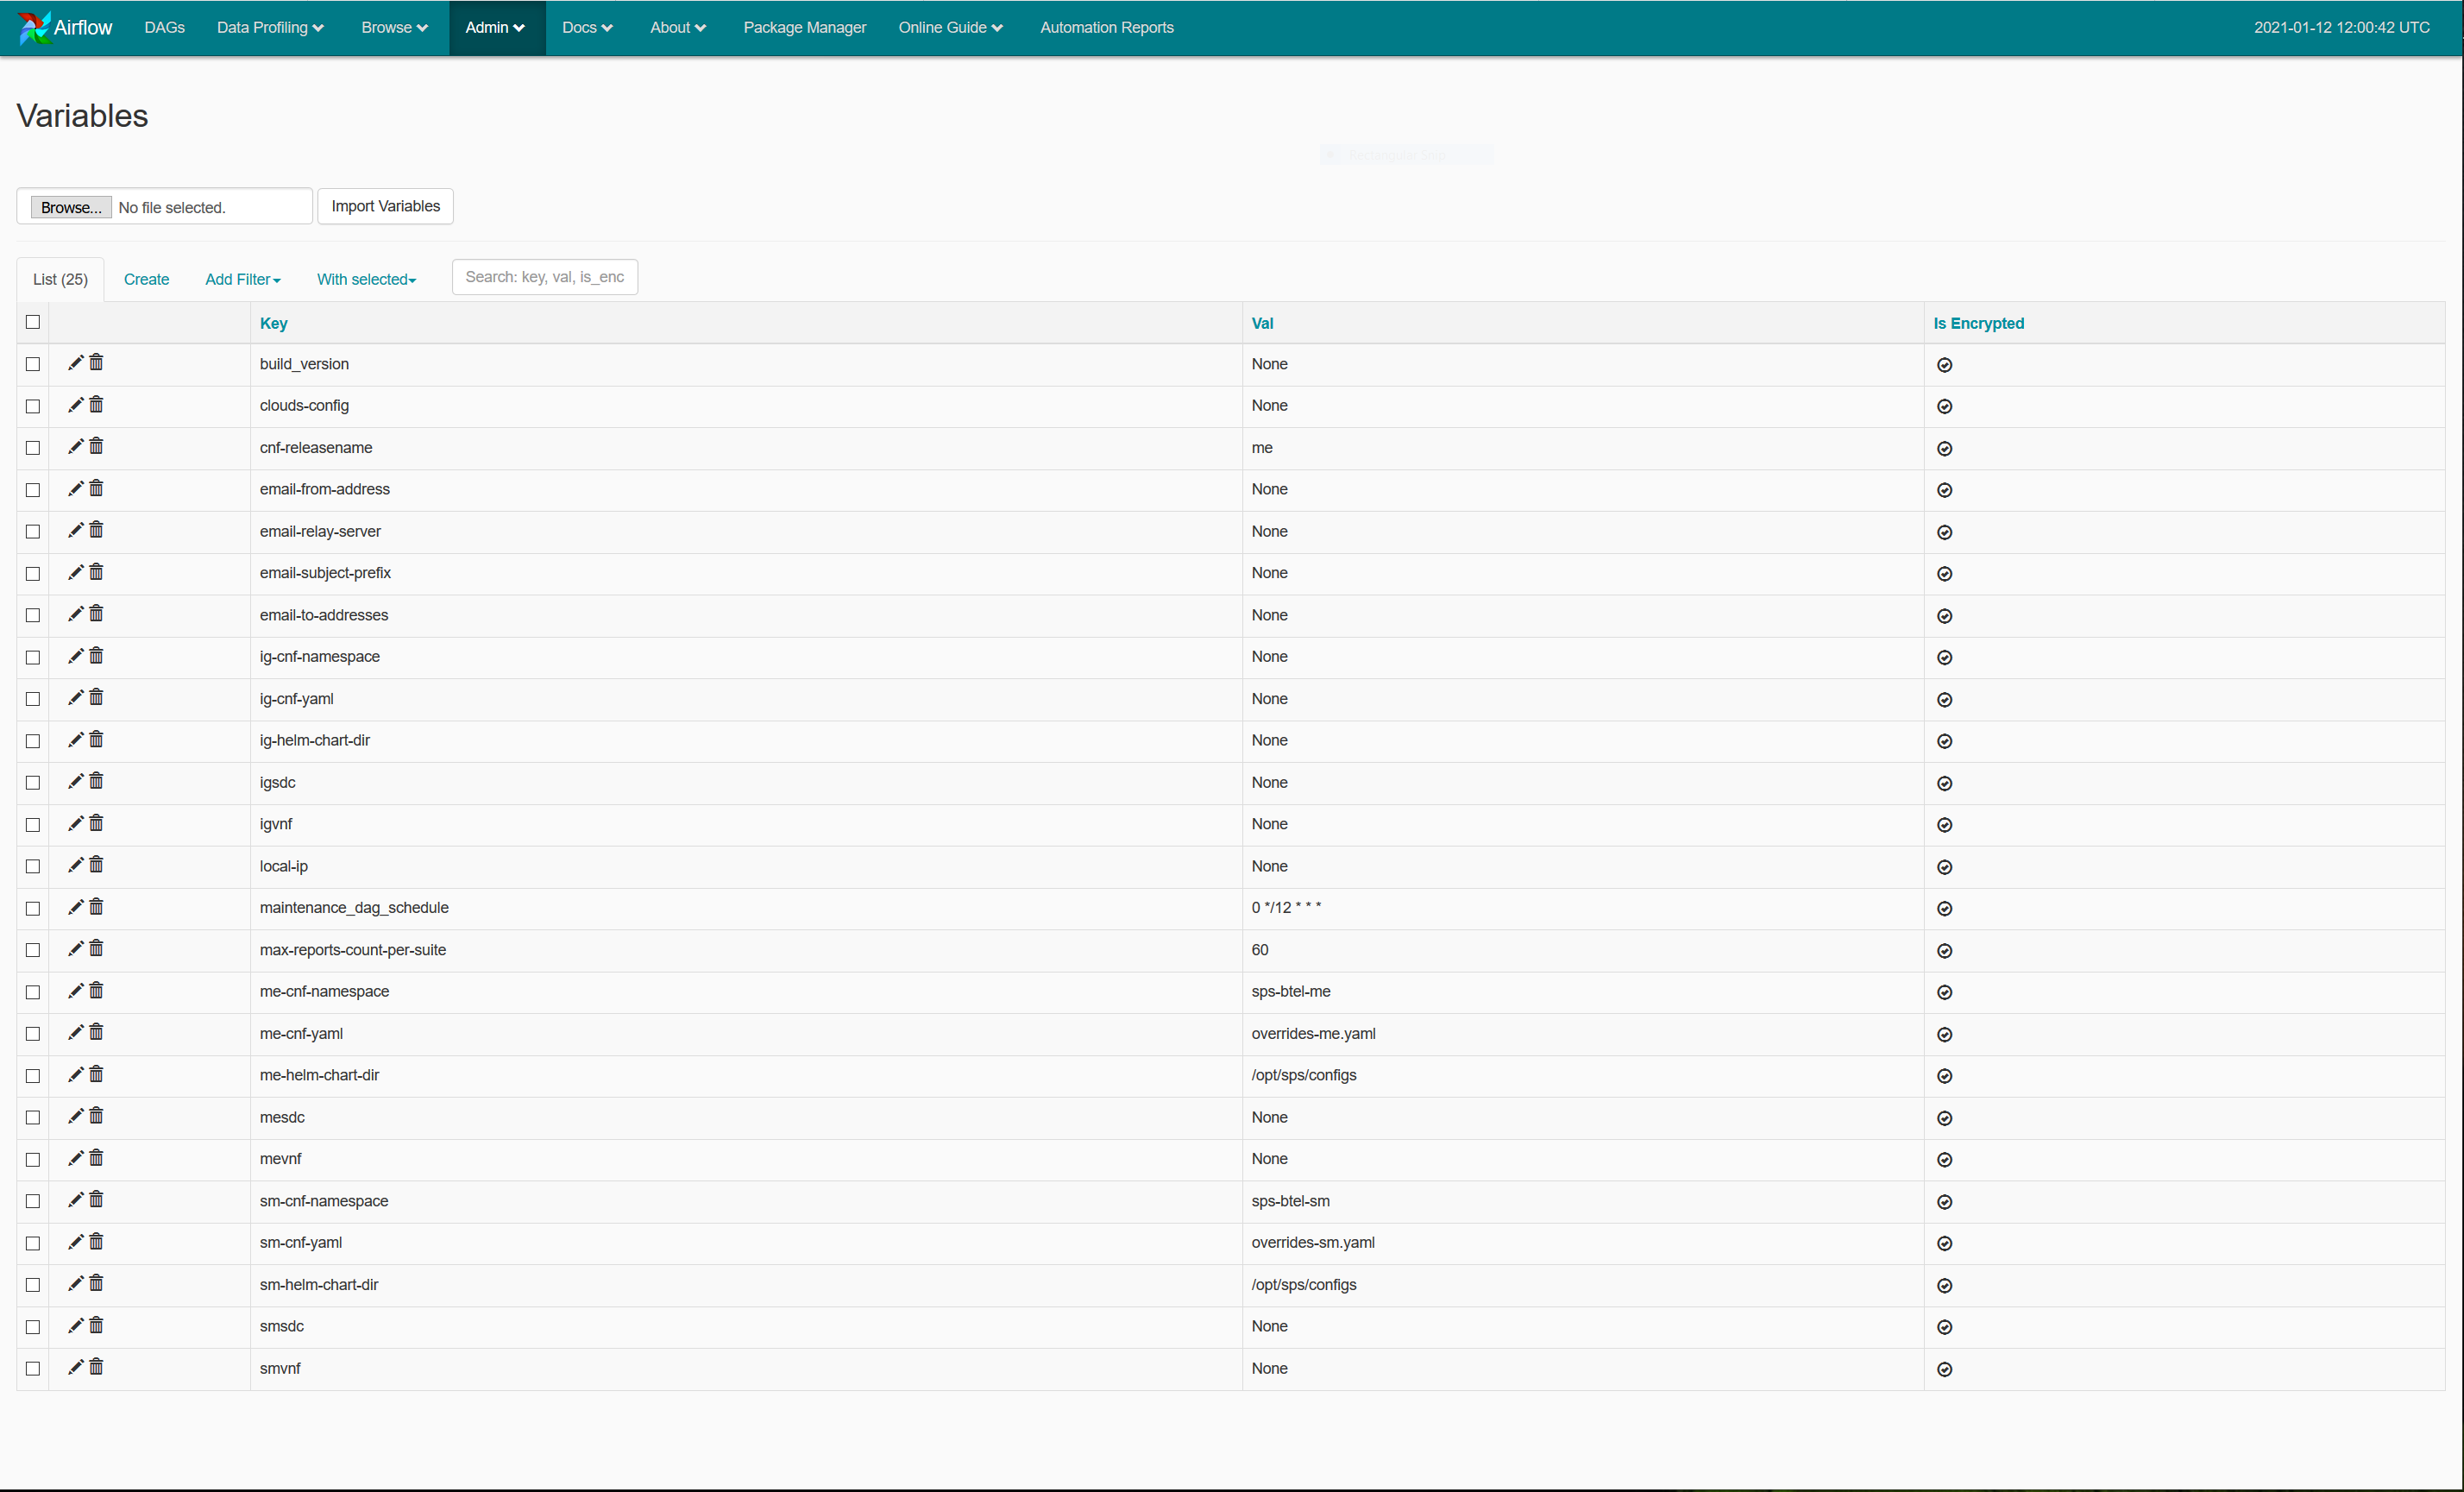 Airflow DAGs Data Profiling Browse Admin Docs About Package Manager Online Guide Automation Reports 2021-01-12 12:00:42 UTC
Variables
Rectangular Snip
Browse... No file selected. Import Variables
List (25) Create Add Filter With selected Search: key, val, is_enc
Key Val Is Encrypted
build_version None
clouds-config None
cnf-releasename me
email-from-address None
email-relay-server None
email-subject-prefix None
email-to-addresses None
ig-cnf-namespace None
ig-cnf-yaml None
ig-helm-chart-dir None
igsdc None
igvnf None
local-ip None
maintenance_dag_schedule 0 */12 * * *
max-reports-count-per-suite 60
me-cnf-namespace sps-btel-me
me-cnf-yaml overrides-me.yaml
me-helm-chart-dir /opt/sps/configs
mesdc None
mevnf None
sm-cnf-namespace sps-btel-sm
sm-cnf-yaml overrides-sm.yaml
sm-helm-chart-dir /opt/sps/configs
smsdc None
smvnf None